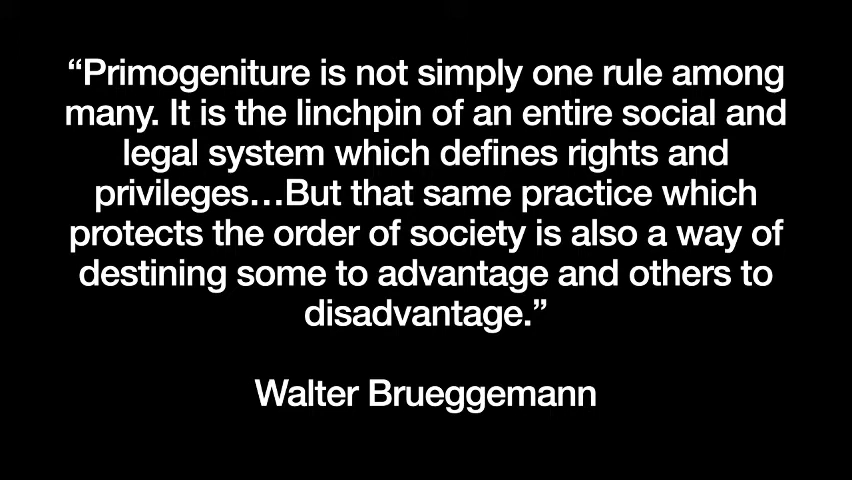 “Primogeniture is not simply one rule among
many. It is the linchpin of an entire social and
legal system which defines rights and
privileges…But that same practice which
protects the order of society is also a way of
destining some to advantage and others to
disadvantage.”
Walter Brueggemann